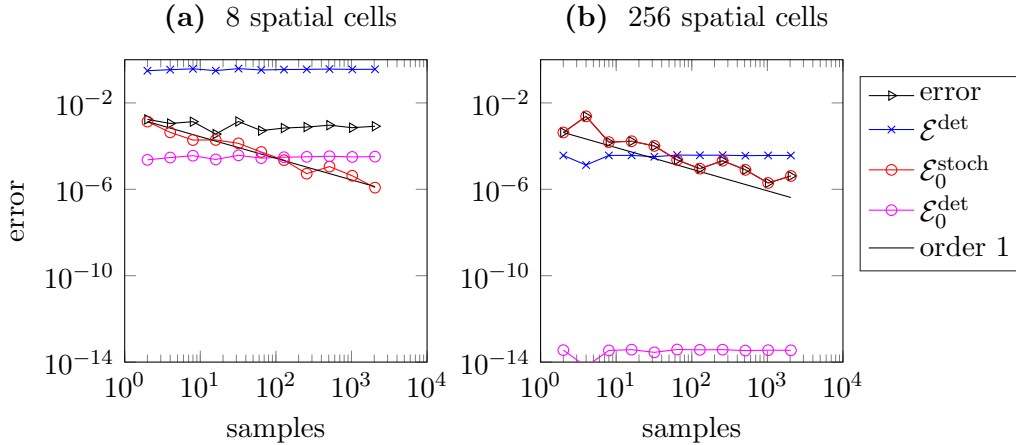 (a) 8 spatial cells
(b) 256 spatial cells
10^−2
10^−6
10^−10
10^−14
error
10^0 10^1 10^2 10^3 10^4
samples
10^−2
10^−6
10^−10
10^−14
10^0 10^1 10^2 10^3 10^4
samples
error
ℰ^det
ℰ_0^stoch
ℰ_0^det
order 1